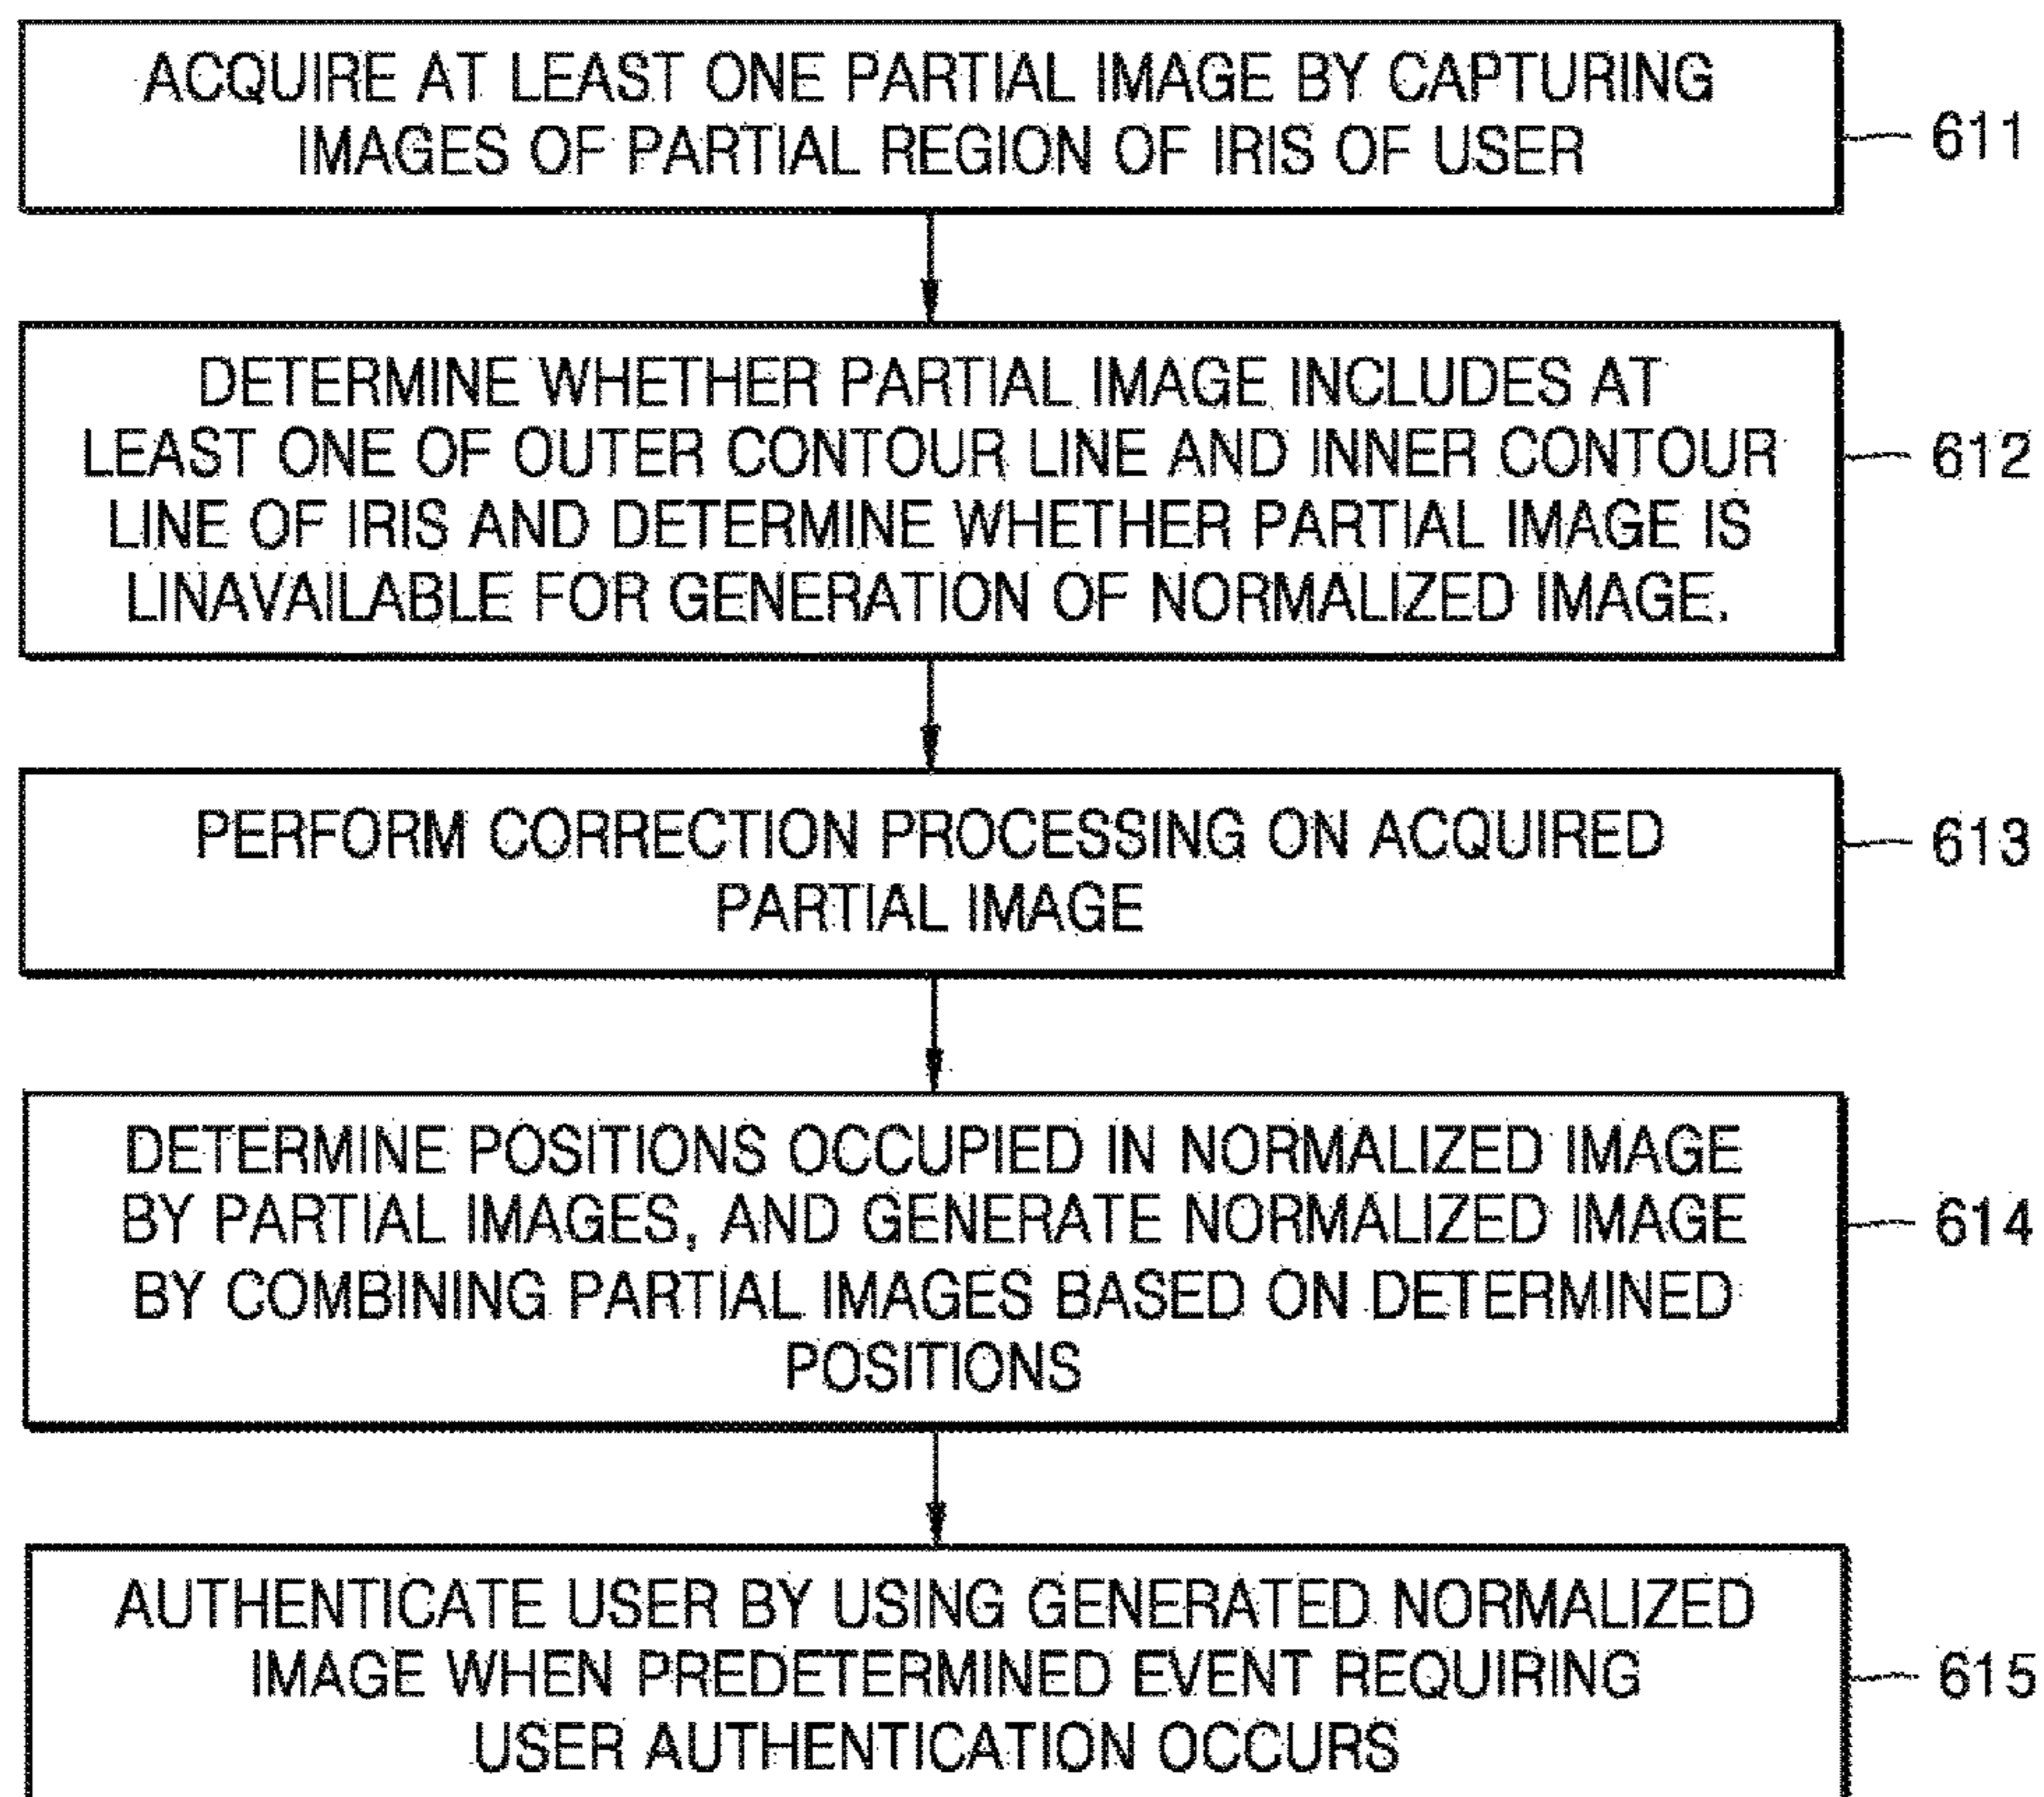 ACQUIRE AT LEAST ONE PARTIAL IMAGE BY CAPTURING
IMAGES OF PARTIAL REGION OF IRIS OF USER
611
DETERMINE WHETHER PARTIAL IMAGE INCLUDES AT
LEAST ONE OF OUTER CONTOUR LINE AND INNER CONTOUR
LINE OF IRIS AND DETERMINE WHETHER PARTIAL IMAGE IS
LINAVAILABLE FOR GENERATION OF NORMALIZED IMAGE.
612
PERFORM CORRECTION PROCESSING ON ACQUIRED
PARTIAL IMAGE
613
DETERMINE POSITIONS OCCUPIED IN NORMALIZED IMAGE
BY PARTIAL IMAGES, AND GENERATE NORMALIZED IMAGE
BY COMBINING PARTIAL IMAGES BASED ON DETERMINED
POSITIONS
614
AUTHENTICATE USER BY USING GENERATED NORMALIZED
IMAGE WHEN PREDETERMINED EVENT REQUIRING
USER AUTHENTICATION OCCURS
615